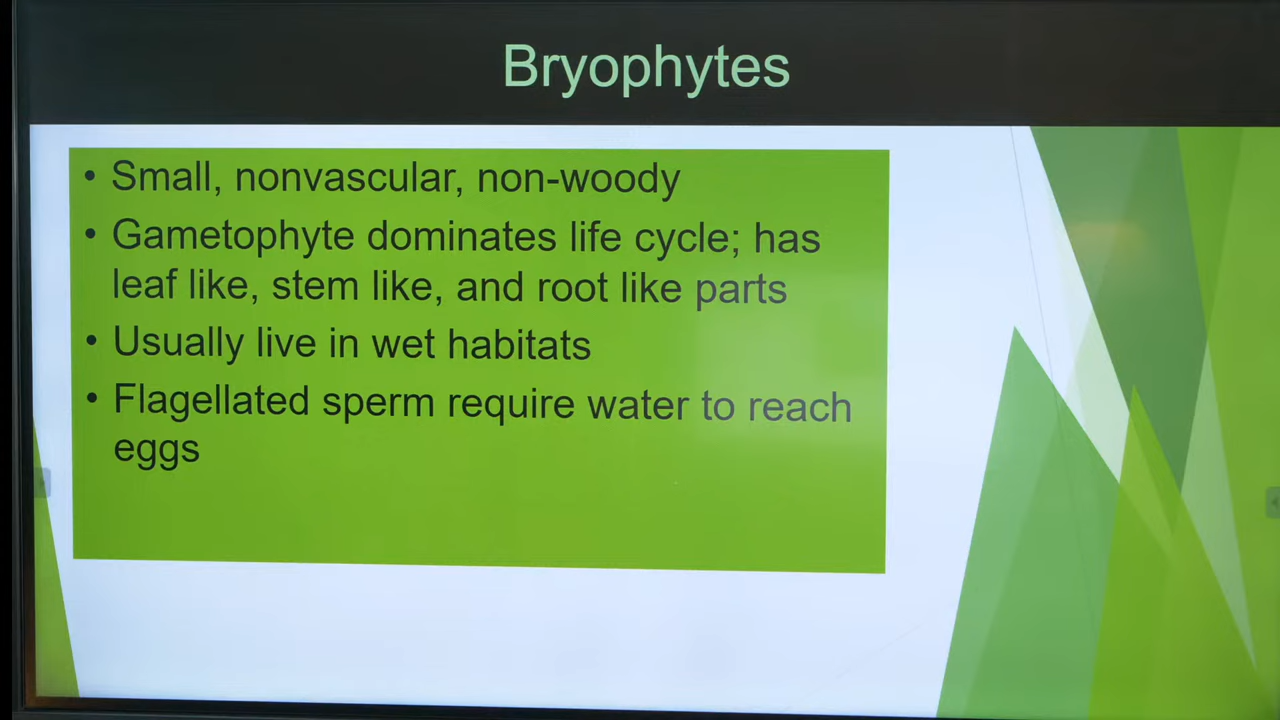 Bryophytes
• Small, nonvascular, non-woody
• Gametophyte dominates life cycle; has
leaf like, stem like, and root like parts
• Usually live in wet habitats
• Flagellated sperm require water to reach
eggs